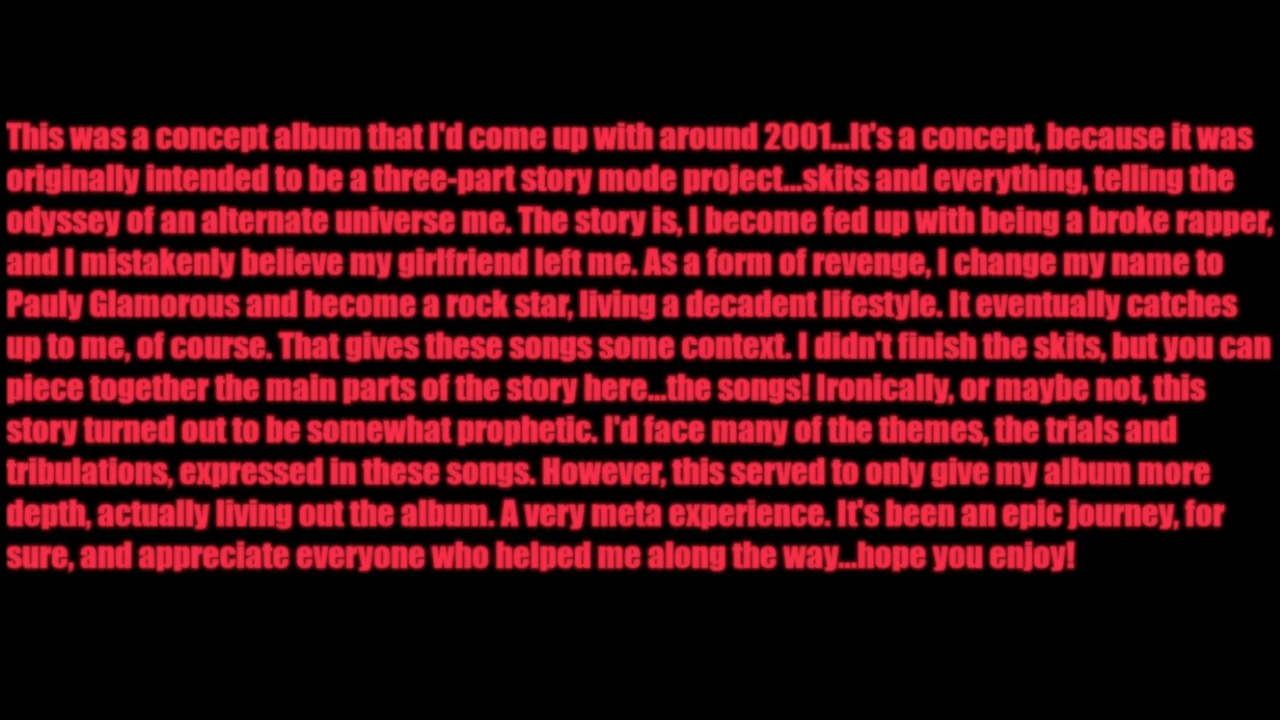 This was a concept album that I'd come up with around 2001...It's a concept, because it was
originally intended to be a three-part story mode project...skits and everything, telling the
odyssey of an alternate universe me. The story is, I become fed up with being a broke rapper,
and I mistakenly believe my girlfriend left me. As a form of revenge, I change my name to
Pauly Glamorous and become a rock star, living a decadent lifestyle. It eventually catches
up to me, of course. That gives these songs some context. I didn't finish the skits, but you can
piece together the main parts of the story here...the songs! Ironically, or maybe not, this
story turned out to be somewhat prophetic. I'd face many of the themes, the trials and
tribulations, expressed in these songs. However, this served to only give my album more
depth, actually living out the album. A very meta experience. It's been an epic journey, for
sure, and appreciate everyone who helped me along the way...hope you enjoy!